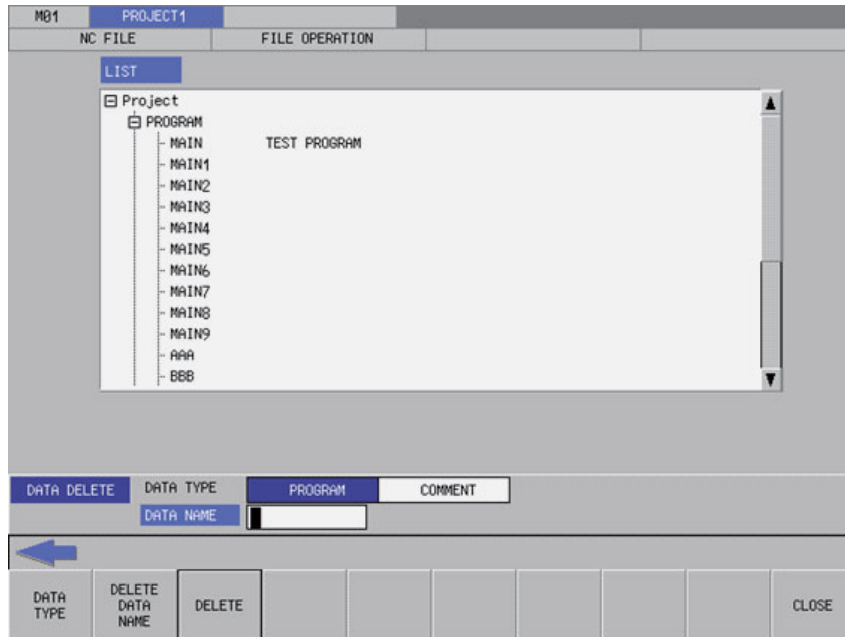 M01 PROJECT1
NC FILE FILE OPERATION
LIST
Project
PROGRAM
MAIN TEST PROGRAM
MAIN1
MAIN2
MAIN3
MAIN4
MAIN5
MAIN6
MAIN7
MAIN8
MAIN9
AAA
BBB
DATA DELETE DATA TYPE PROGRAM COMMENT
DATA NAME
DATA TYPE
DELETE DATA NAME
DELETE
CLOSE